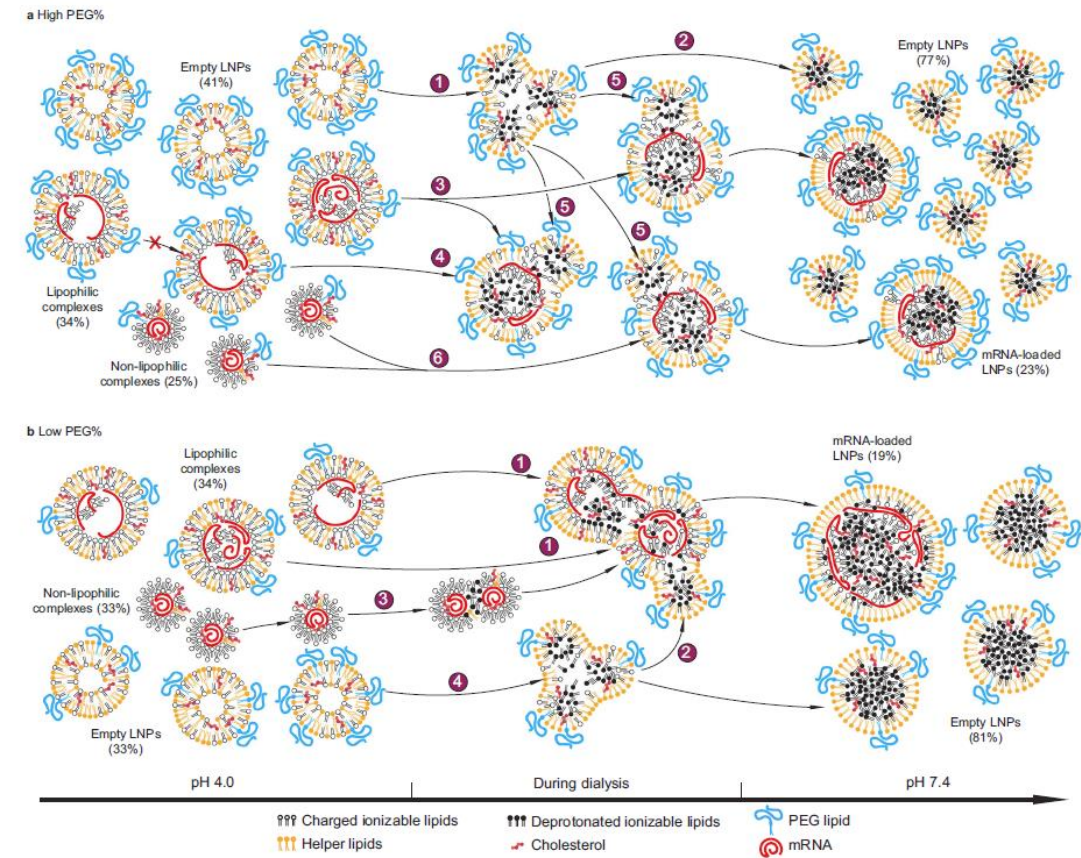 a High PEG%
Empty LNPs
(41%)
1
2
5
Empty LNPs
(77%)
3
5
5
4
Lipophilic
complexes
(34%)
Non-lipophilic
complexes (25%)
6
mRNA-loaded
LNPs (23%)
b Low PEG%
Lipophilic
complexes
(34%)
1
mRNA-loaded
LNPs (19%)
1
Non-lipophilic
complexes (33%)
3
2
4
Empty LNPs
(33%)
Empty LNPs
(81%)
pH 4.0
During dialysis
pH 7.4
Charged ionizable lipids
Deprotonated ionizable lipids
PEG lipid
Helper lipids
Cholesterol
mRNA